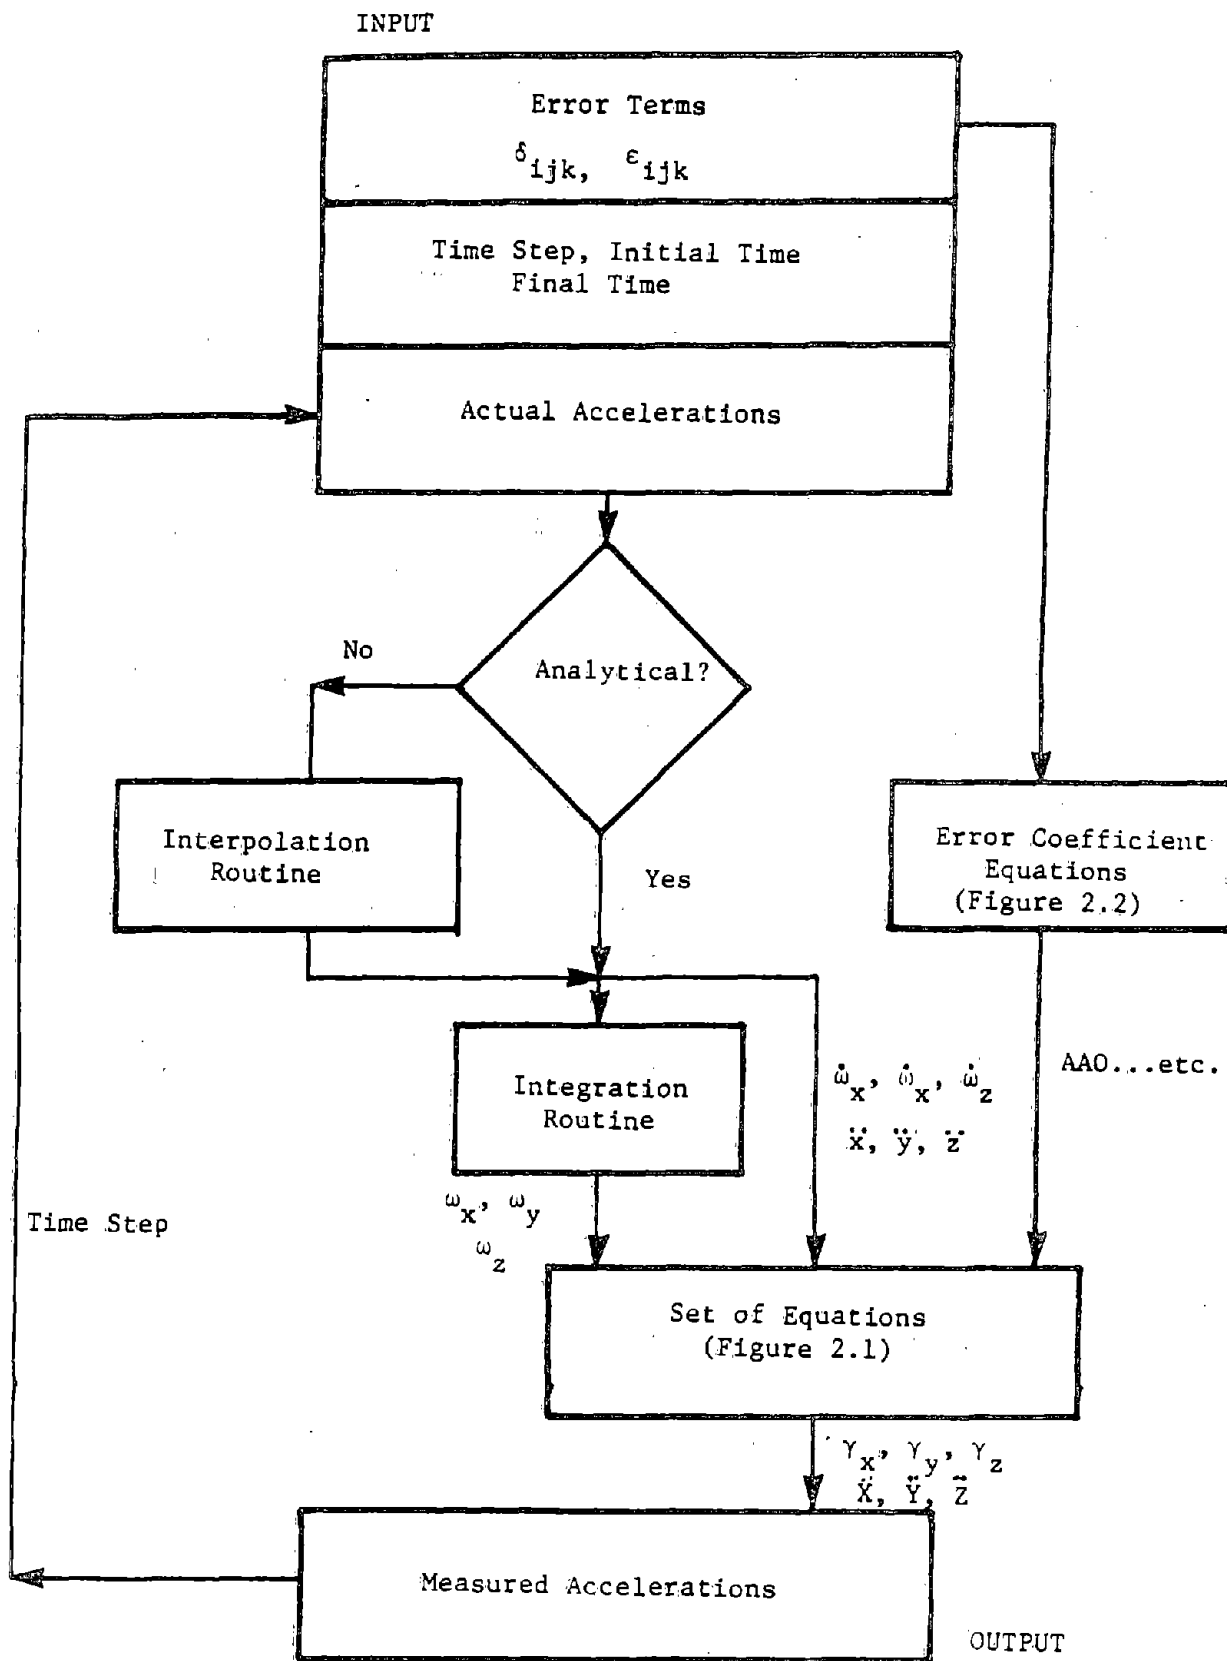 INPUT
Error Terms
δijk, εijk
Time Step, Initial Time
Final Time
Actual Accelerations
Analytical?
No
Yes
Interpolation
Routine
Error Coefficient
Equations
(Figure 2.2)
Integration
Routine
ω̇x, ω̇x, ω̇z
ẍ, ÿ, z̈
AAO...etc.
ωx, ωy
ωz
Time Step
Set of Equations
(Figure 2.1)
γx, γy, γz
Ẍ, Ÿ, Z̈
Measured Accelerations
OUTPUT